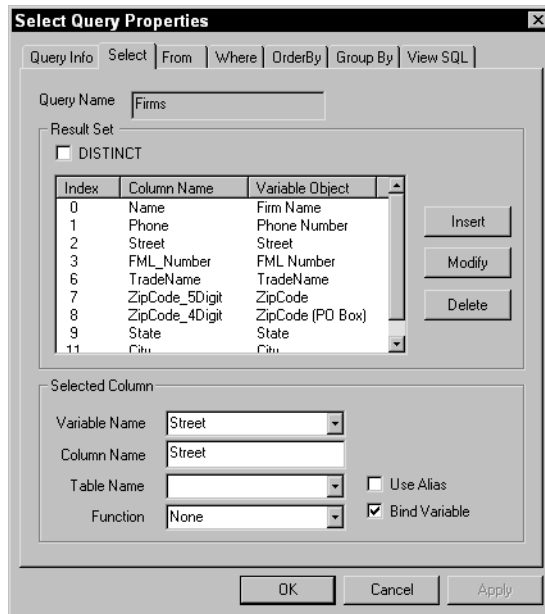 Select Query Properties
Query Info Select From Where OrderBy Group By View SQL
Query Name Firms
Result Set
DISTINCT
Index Column Name Variable Object
0 Name Firm Name
1 Phone Phone Number
2 Street Street
3 FML_Number FML Number
6 TradeName TradeName
7 ZipCode_5Digit ZipCode
8 ZipCode_4Digit ZipCode (PO Box)
9 State State
11 City City
Insert
Modify
Delete
Selected Column
Variable Name Street
Column Name Street
Table Name
Use Alias
Function None
Bind Variable
OK Cancel Apply